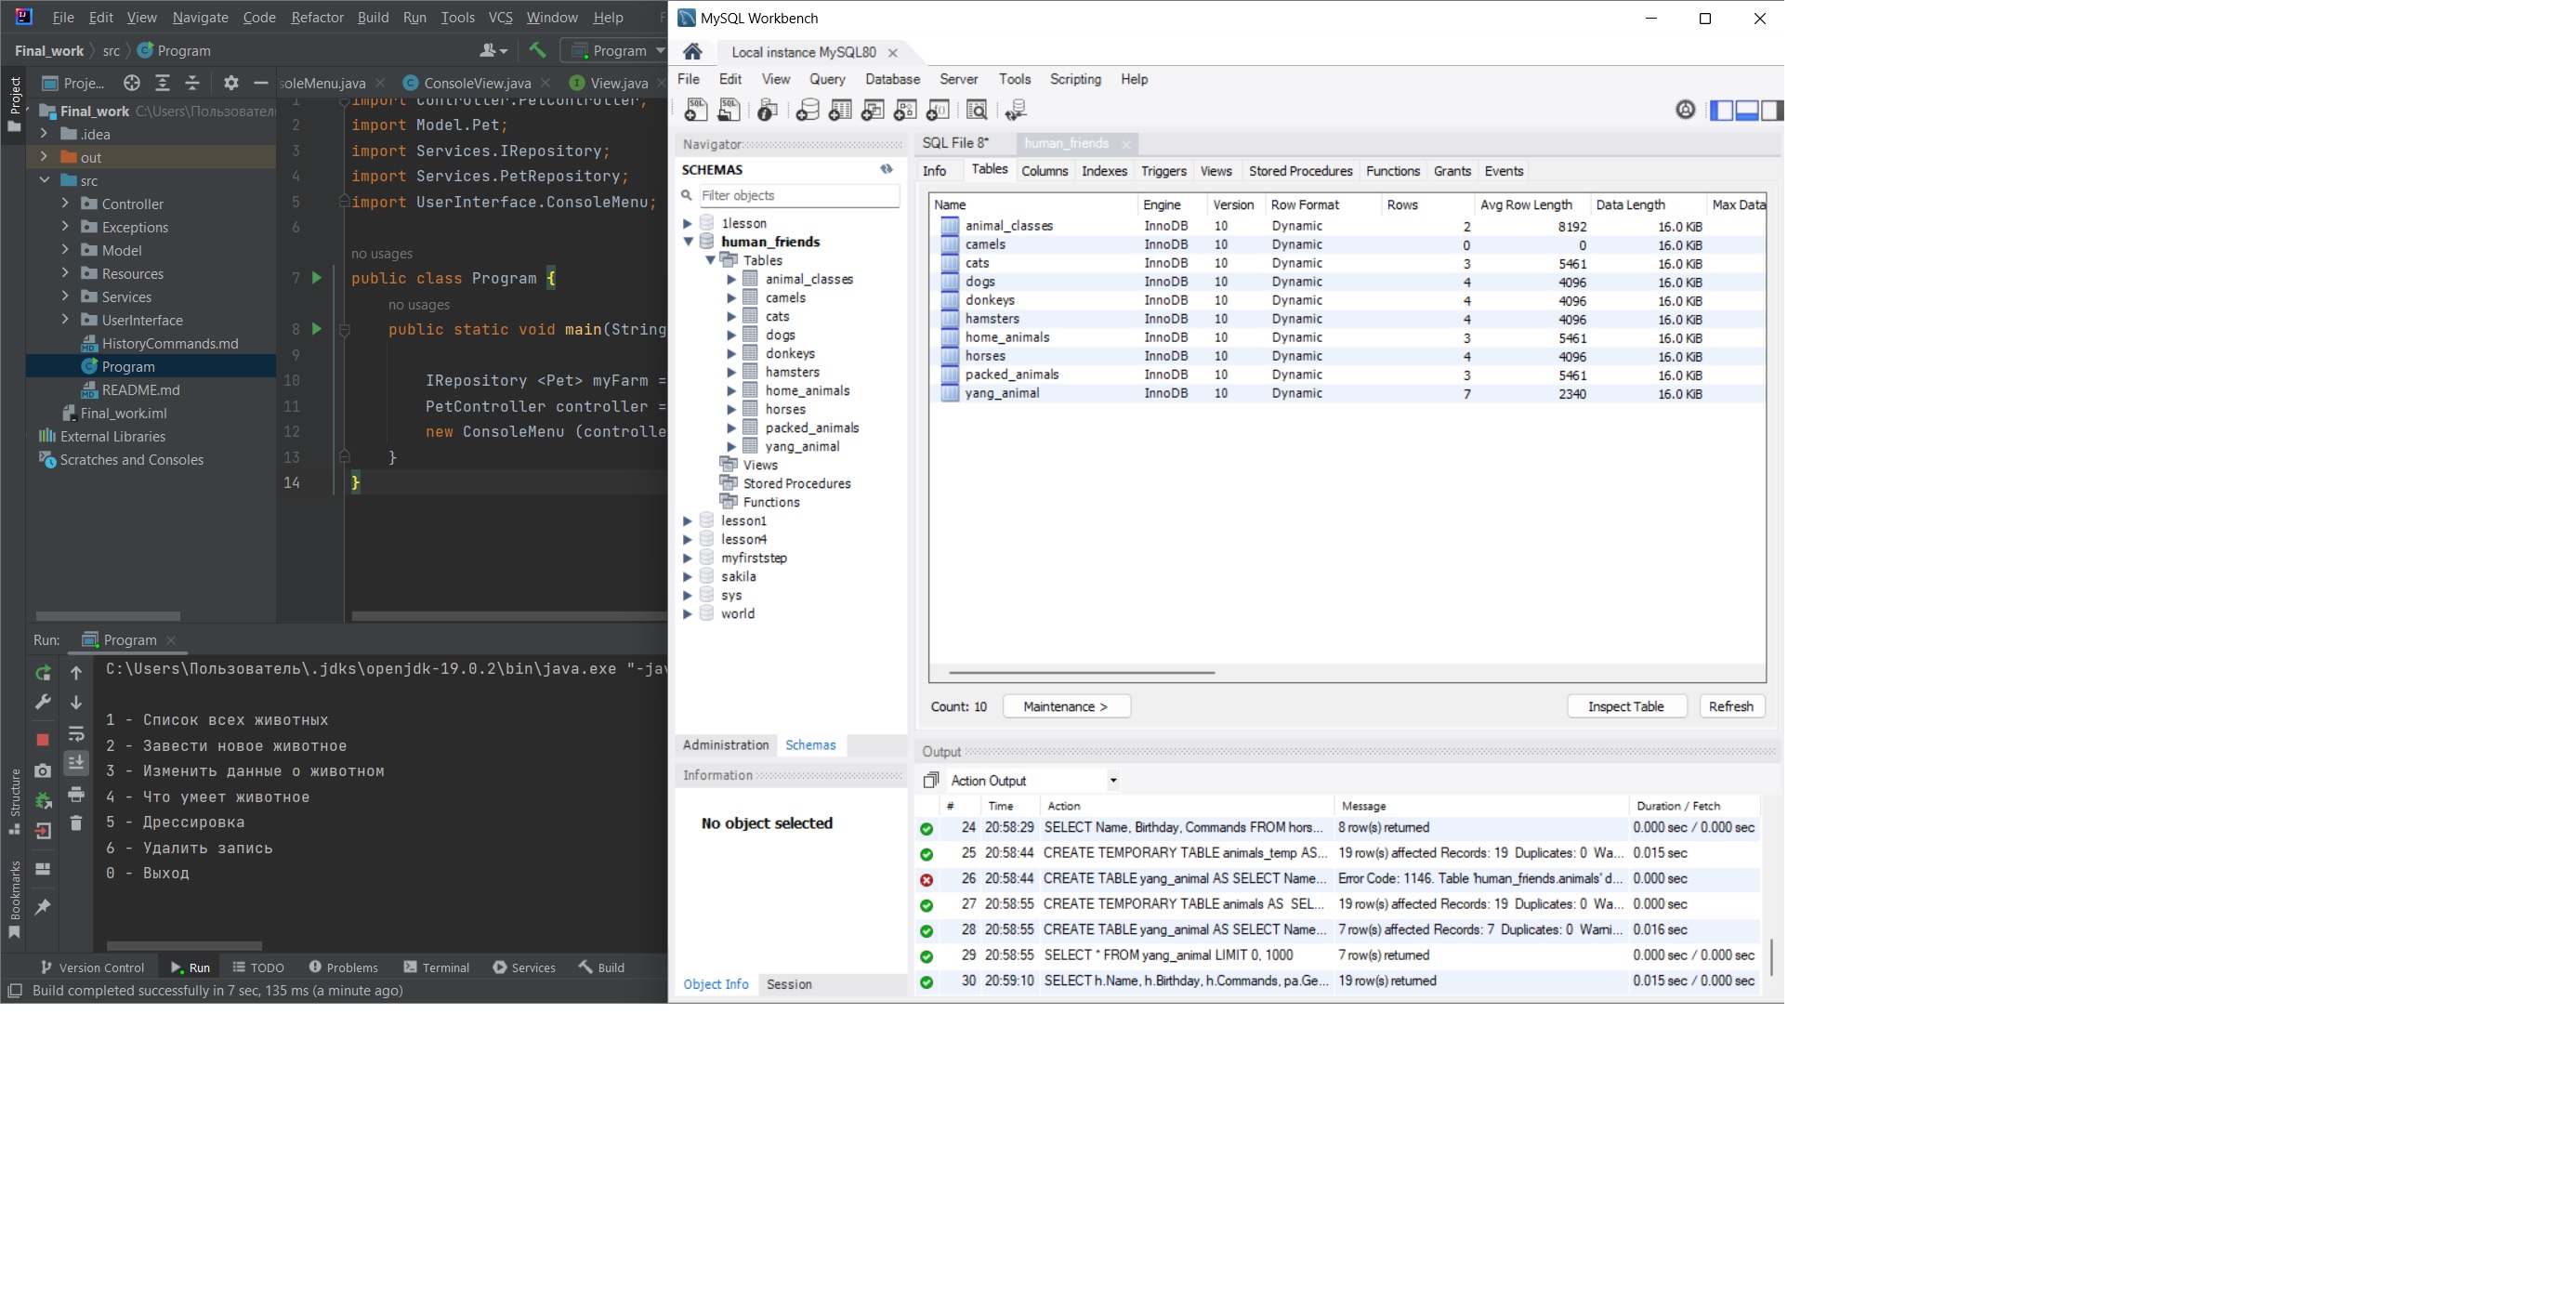 File Edit View Navigate Code Refactor Build Run Tools VCS Window Help
Final_work src Program
Program
Proje...
soleMenu.java ConsoleView.java View.java
Project
Final_work C:\Users\Пользовател
.idea
out
src
Controller
Exceptions
Model
Resources
Services
UserInterface
HistoryCommands.md
Program
README.md
Final_work.iml
External Libraries
Scratches and Consoles
1 import Controller.PetController;
2 import Model.Pet;
3 import Services.IRepository;
4 import Services.PetRepository;
5 import UserInterface.ConsoleMenu;
6
no usages
7 public class Program {
no usages
8 public static void main(String
9
10 IRepository <Pet> myFarm =
11 PetController controller =
12 new ConsoleMenu (controlle
13 }
14 }
Run: Program
C:\Users\Пользователь\.jdks\openjdk-19.0.2\bin\java.exe "-jav
1 - Список всех животных
2 - Завести новое животное
3 - Изменить данные о животном
4 - Что умеет животное
5 - Дрессировка
6 - Удалить запись
0 - Выход
Structure
Bookmarks
Version Control Run TODO Problems Terminal Services Build
Build completed successfully in 7 sec, 135 ms (a minute ago)
MySQL Workbench
Local instance MySQL80
File Edit View Query Database Server Tools Scripting Help
Navigator
SCHEMAS
Filter objects
1lesson
human_friends
Tables
animal_classes
camels
cats
dogs
donkeys
hamsters
home_animals
horses
packed_animals
yang_animal
Views
Stored Procedures
Functions
lesson1
lesson4
myfirststep
sakila
sys
world
Administration Schemas
Information
No object selected
Object Info Session
SQL File 8* human_friends
Info Tables Columns Indexes Triggers Views Stored Procedures Functions Grants Events
Name Engine Version Row Format Rows Avg Row Length Data Length Max Data
animal_classes InnoDB 10 Dynamic 2 8192 16.0 KiB
camels InnoDB 10 Dynamic 0 0 16.0 KiB
cats InnoDB 10 Dynamic 3 5461 16.0 KiB
dogs InnoDB 10 Dynamic 4 4096 16.0 KiB
donkeys InnoDB 10 Dynamic 4 4096 16.0 KiB
hamsters InnoDB 10 Dynamic 4 4096 16.0 KiB
home_animals InnoDB 10 Dynamic 3 5461 16.0 KiB
horses InnoDB 10 Dynamic 4 4096 16.0 KiB
packed_animals InnoDB 10 Dynamic 3 5461 16.0 KiB
yang_animal InnoDB 10 Dynamic 7 2340 16.0 KiB
Count: 10 Maintenance > Inspect Table Refresh
Output
Action Output
# Time Action Message Duration / Fetch
24 20:58:29 SELECT Name, Birthday, Commands FROM hors... 8 row(s) returned 0.000 sec / 0.000 sec
25 20:58:44 CREATE TEMPORARY TABLE animals_temp AS... 19 row(s) affected Records: 19 Duplicates: 0 Wa... 0.015 sec
26 20:58:44 CREATE TABLE yang_animal AS SELECT Name... Error Code: 1146. Table 'human_friends.animals' d... 0.000 sec
27 20:58:55 CREATE TEMPORARY TABLE animals AS SEL... 19 row(s) affected Records: 19 Duplicates: 0 Wa... 0.000 sec
28 20:58:55 CREATE TABLE yang_animal AS SELECT Name... 7 row(s) affected Records: 7 Duplicates: 0 Warni... 0.016 sec
29 20:58:55 SELECT * FROM yang_animal LIMIT 0, 1000 7 row(s) returned 0.000 sec / 0.000 sec
30 20:59:10 SELECT h.Name, h.Birthday, h.Commands, pa.Ge... 19 row(s) returned 0.015 sec / 0.000 sec